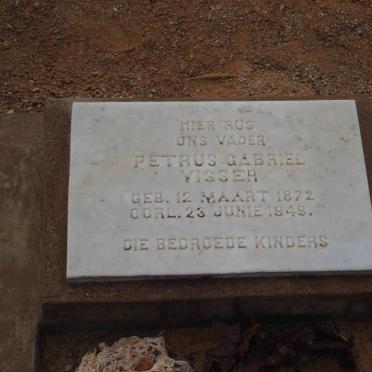 HIER RUS
ONS VADER
PETRUS GABRIEL
VISSER
GEB. 12 MAART 1872
OORL. 23 JUNIE 1949.
DIE BEDROEDE KINDERS